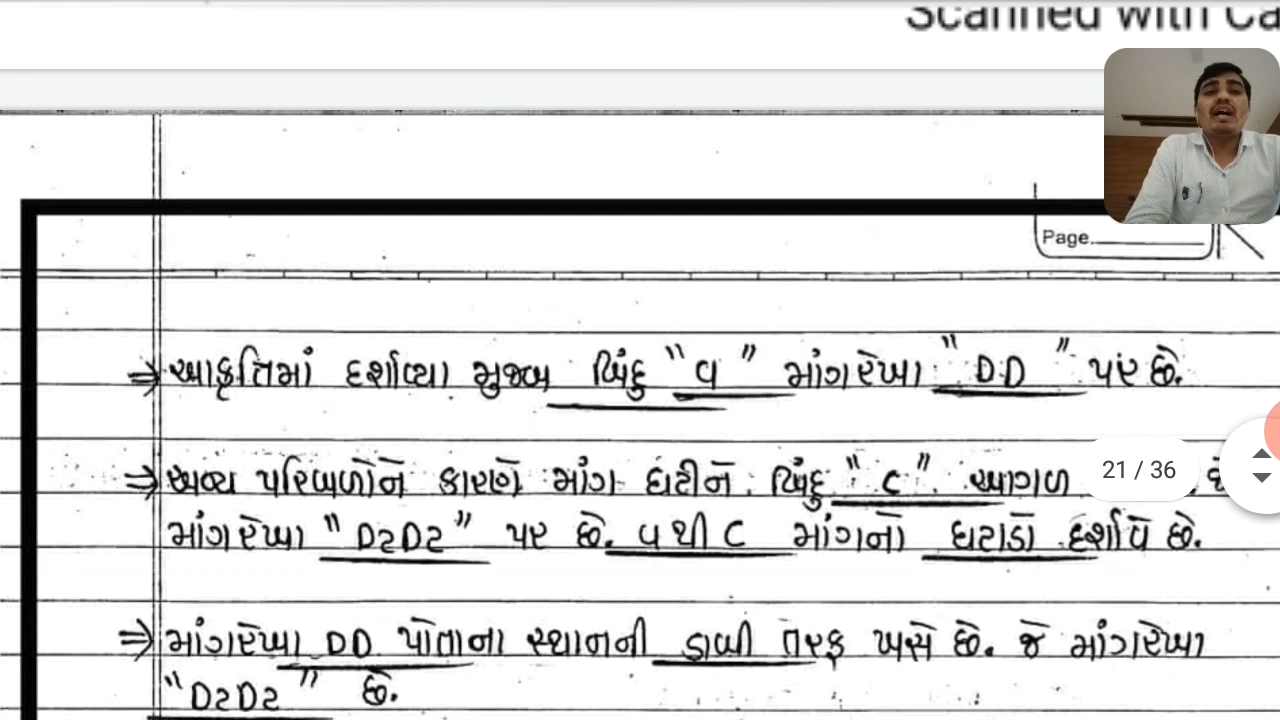 Scanned with Ca
Page
⇒ આકૃતિમાં દર્શાવ્યા મુજબ બિંદુ "વ" માંગરેખા "DD" પર છે.
21 / 36
⇒ અન્ય પરિબળોને કારણે માંગ ઘટીને બિંદુ "C" આગળ છે
માંગરેખા "D2D2" પર છે. વ થી C માંગનો ઘટાડો દર્શાવે છે.
⇒ માંગરેખા DD પોતાના સ્થાનની ડાબી તરફ ખસે છે. જે માંગરેખા
"D2D2" છે.